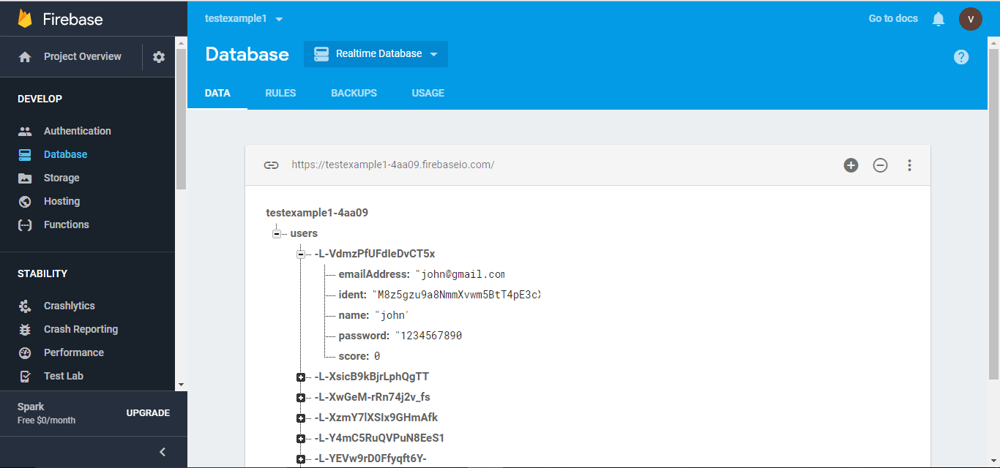 Firebase
testexample1
Go to docs
V
Project Overview
Database
Realtime Database
?
DEVELOP
DATA RULES BACKUPS USAGE
Authentication
Database
Storage
Hosting
Functions
STABILITY
Crashlytics
Crash Reporting
Performance
Test Lab
Spark
Free $0/month
UPGRADE
https://testexample1-4aa09.firebaseio.com/
testexample1-4aa09
users
-L-VdmzPfUFdIeDvCT5x
emailAddress: "john@gmail.com
ident: "M8z5gzu9a8NmmXvwm5BtT4pE3cX
name: "john'
password: "1234567890
score: 0
-L-XsicB9kBjrLphQgTT
-L-XwGeM-rRn74j2v_fs
-L-XzmY7lXSIx9GHmAfk
-L-Y4mC5RuQVPuN8EeS1
-L-YEVw9rD0Ffyqft6Y-